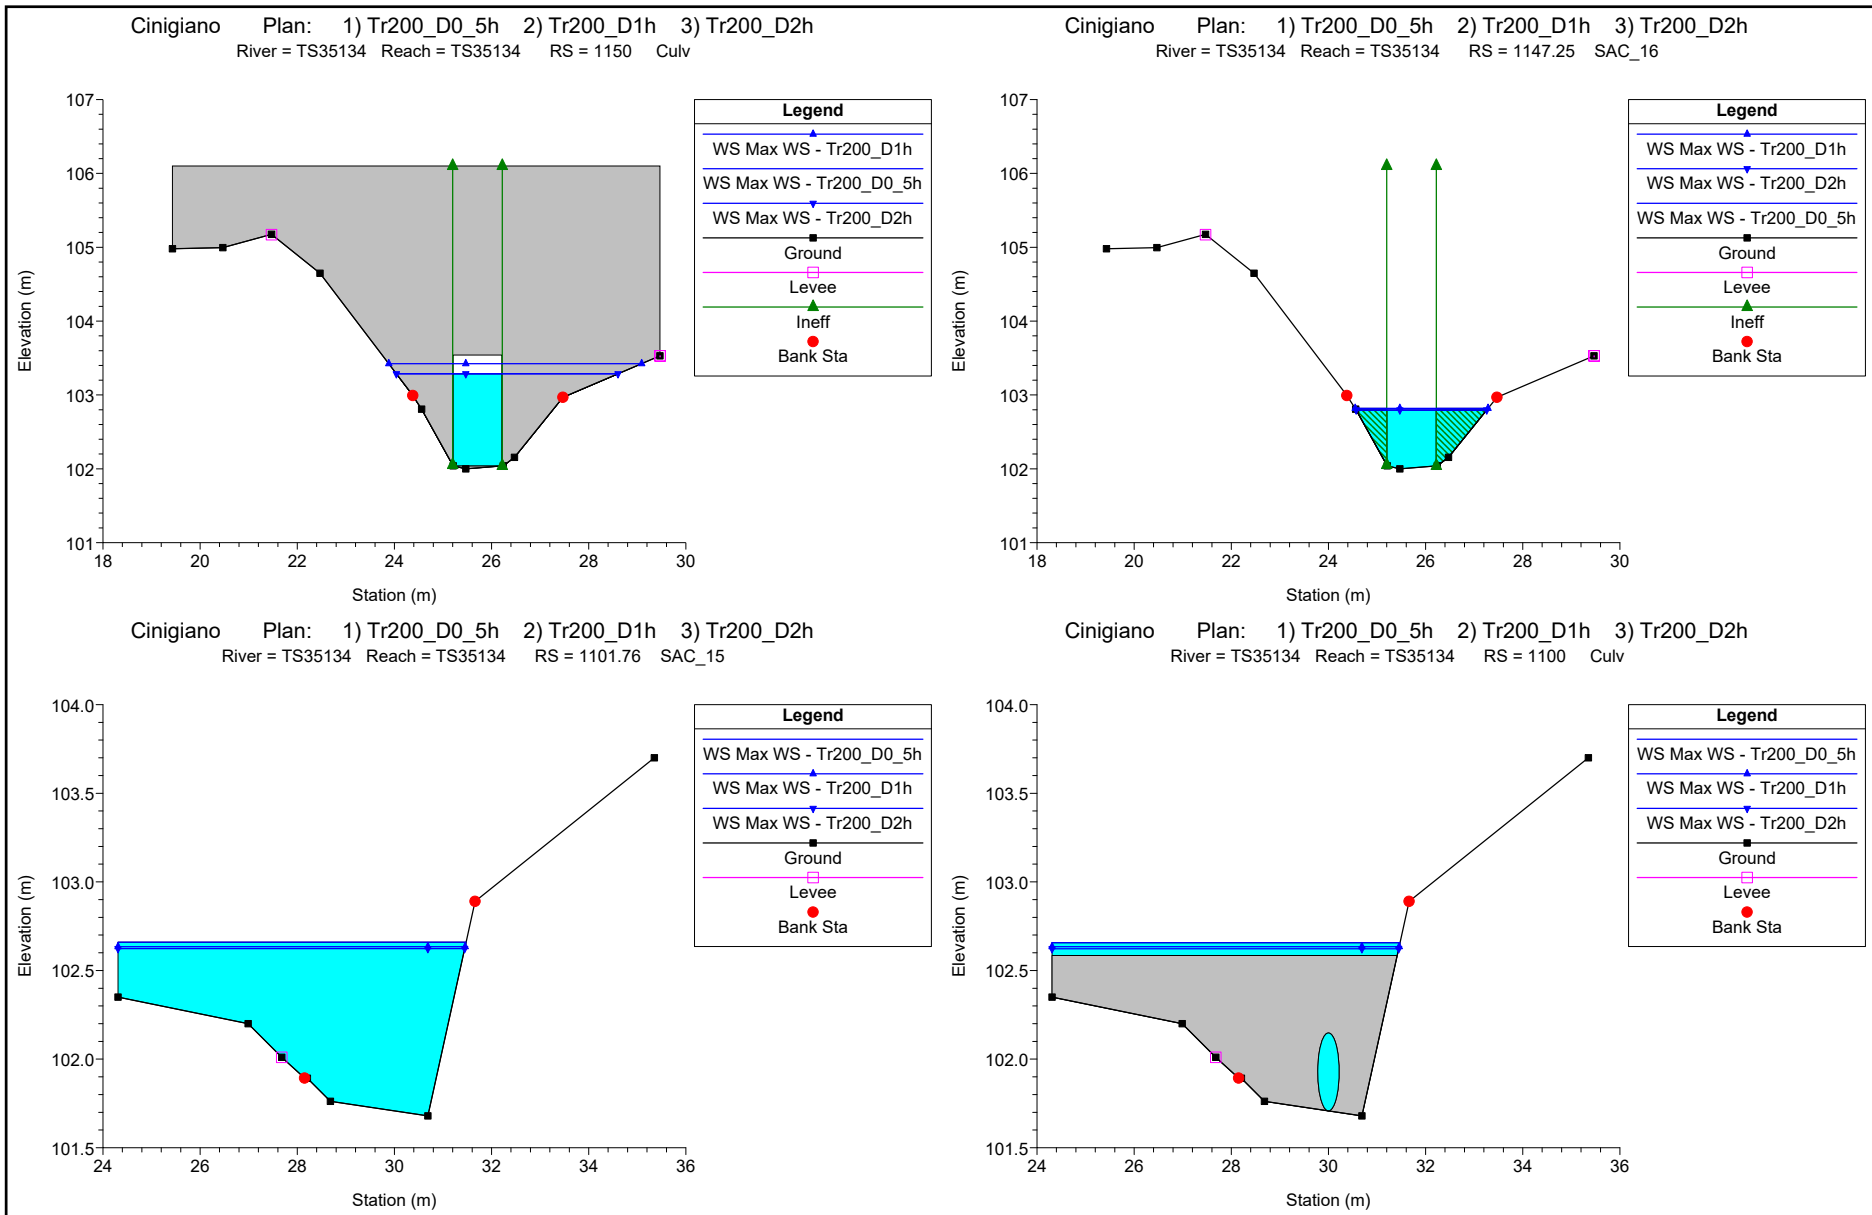 Cinigiano Plan: 1) Tr200_D0_5h 2) Tr200_D1h 3) Tr200_D2h
River = TS35134 Reach = TS35134 RS = 1150 Culv
107
106
105
104
103
102
101
18 20 22 24 26 28 30
Elevation (m)
Station (m)
Legend
WS Max WS - Tr200_D1h
WS Max WS - Tr200_D0_5h
WS Max WS - Tr200_D2h
Ground
Levee
Ineff
Bank Sta
Cinigiano Plan: 1) Tr200_D0_5h 2) Tr200_D1h 3) Tr200_D2h
River = TS35134 Reach = TS35134 RS = 1147.25 SAC_16
107
106
105
104
103
102
101
18 20 22 24 26 28 30
Elevation (m)
Station (m)
Legend
WS Max WS - Tr200_D1h
WS Max WS - Tr200_D2h
WS Max WS - Tr200_D0_5h
Ground
Levee
Ineff
Bank Sta
Cinigiano Plan: 1) Tr200_D0_5h 2) Tr200_D1h 3) Tr200_D2h
River = TS35134 Reach = TS35134 RS = 1101.76 SAC_15
104.0
103.5
103.0
102.5
102.0
101.5
24 26 28 30 32 34 36
Elevation (m)
Station (m)
Legend
WS Max WS - Tr200_D0_5h
WS Max WS - Tr200_D1h
WS Max WS - Tr200_D2h
Ground
Levee
Bank Sta
Cinigiano Plan: 1) Tr200_D0_5h 2) Tr200_D1h 3) Tr200_D2h
River = TS35134 Reach = TS35134 RS = 1100 Culv
104.0
103.5
103.0
102.5
102.0
101.5
24 26 28 30 32 34 36
Elevation (m)
Station (m)
Legend
WS Max WS - Tr200_D0_5h
WS Max WS - Tr200_D1h
WS Max WS - Tr200_D2h
Ground
Levee
Bank Sta